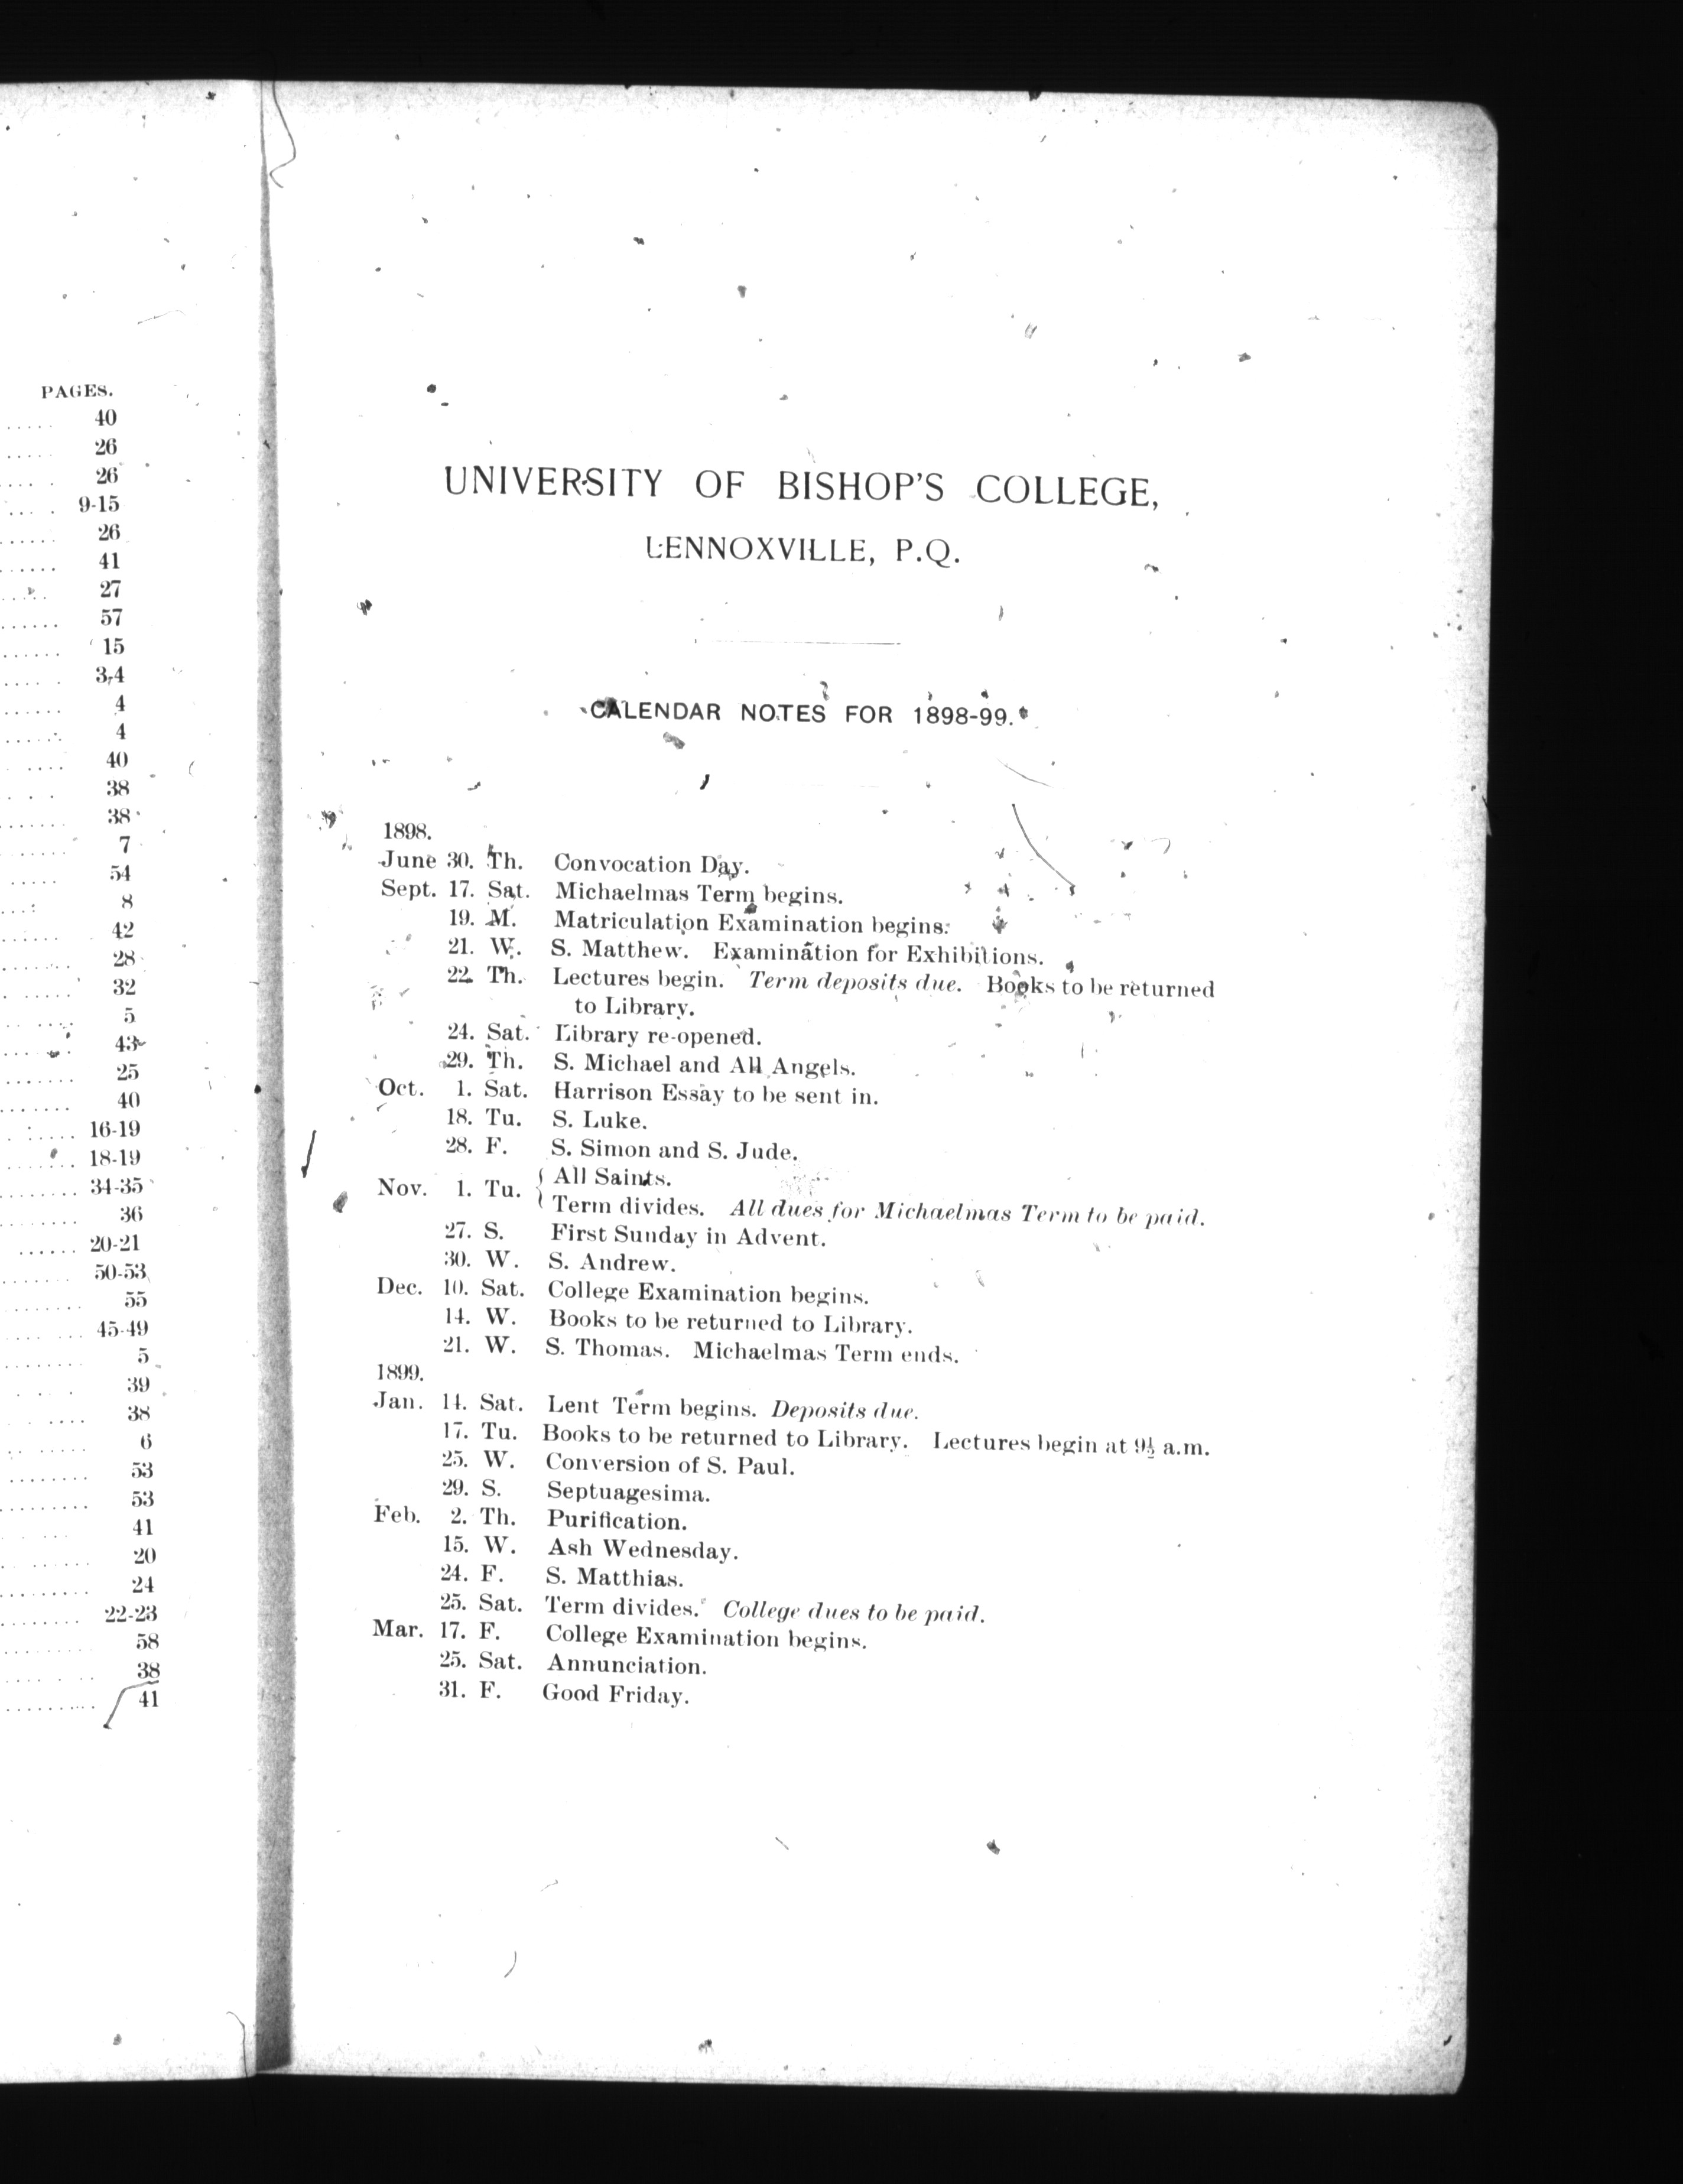 PAGES.
..... 40
..... 26
..... 26
..... 9-15
...... 26
...... 41
..... 27
...... 57
...... 15
..... 3,4
...... 4
...... 4
.... 40
... 38
....... 38
...... 7
..... 54
.... 8
...... 42
....... 28
....... 32
...... 5
....... 43
....... 25
....... 40
...... 16-19
....... 18-19
........ 34-35
........ 36
...... 20-21
....... 50-53
........ 55
........ 45-49
........ 5
..... 39
..... 38
....... 6
........ 53
......... 53
...... 41
........ 20
......... 24
........ 22-23
......... 58
........ 38
.......... 41
UNIVERSITY OF BISHOP'S COLLEGE,
LENNOXVILLE, P.Q.
CALENDAR NOTES FOR 1898-99.
1898.
June 30. Th. Convocation Day.
Sept. 17. Sat. Michaelmas Term begins.
19. M. Matriculation Examination begins.
21. W. S. Matthew. Examination for Exhibitions.
22. Th. Lectures begin. Term deposits due. Books to be returned
to Library.
24. Sat. Library re-opened.
29. Th. S. Michael and All Angels.
Oct. 1. Sat. Harrison Essay to be sent in.
18. Tu. S. Luke.
28. F. S. Simon and S. Jude.
Nov. 1. Tu. { All Saints.
Term divides. All dues for Michaelmas Term to be paid.
27. S. First Sunday in Advent.
30. W. S. Andrew.
Dec. 10. Sat. College Examination begins.
14. W. Books to be returned to Library.
21. W. S. Thomas. Michaelmas Term ends.
1899.
Jan. 14. Sat. Lent Term begins. Deposits due.
17. Tu. Books to be returned to Library. Lectures begin at 9½ a.m.
25. W. Conversion of S. Paul.
29. S. Septuagesima.
Feb. 2. Th. Purification.
15. W. Ash Wednesday.
24. F. S. Matthias.
25. Sat. Term divides. College dues to be paid.
Mar. 17. F. College Examination begins.
25. Sat. Annunciation.
31. F. Good Friday.